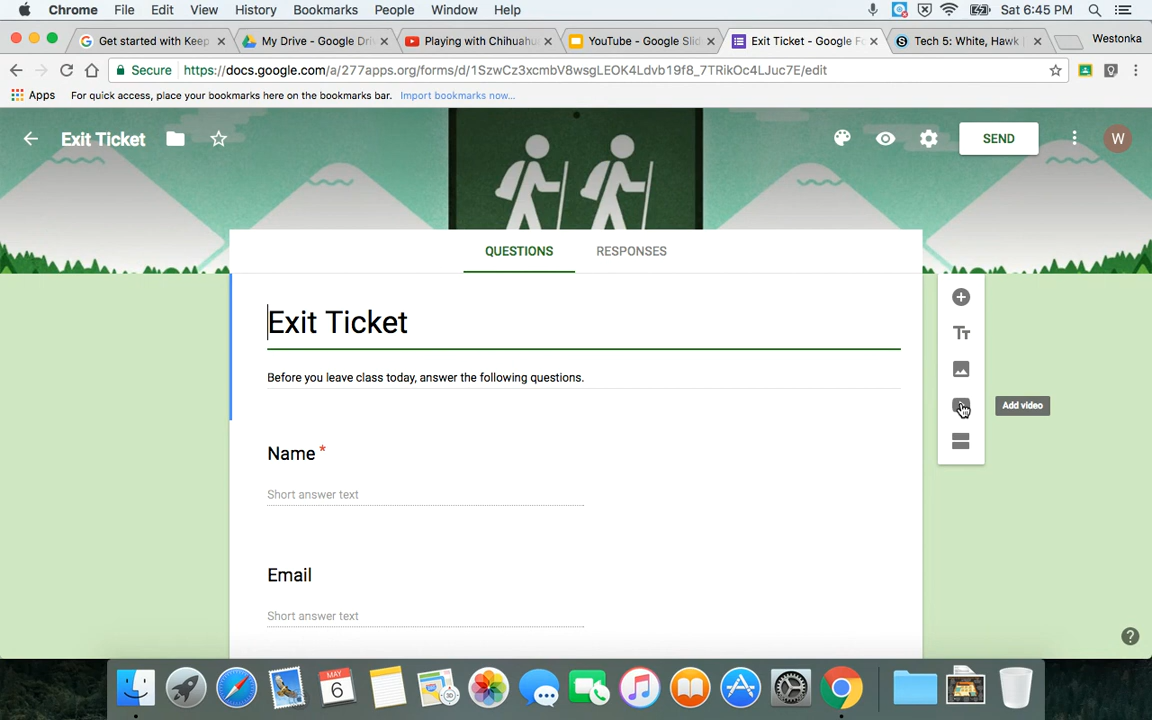 Chrome File Edit View History Bookmarks People Window Help Sat 6:45 PM
Get started with Keep My Drive - Google Dri YouTube Playing with Chihuahu YouTube - Google Slid Exit Ticket - Google Fo Tech 5: White, Hawk Westonka
Secure https://docs.google.com/a/277apps.org/forms/d/1SzwCz3xcmbV8wsgLEOK4Ldvb19f8_7TRikOc4LJuc7E/edit
Apps For quick access, place your bookmarks here on the bookmarks bar. Import bookmarks now...
Exit Ticket SEND W
QUESTIONS RESPONSES
Exit Ticket
Before you leave class today, answer the following questions.
Add video
Name *
Short answer text
Email
Short answer text
MAY
6